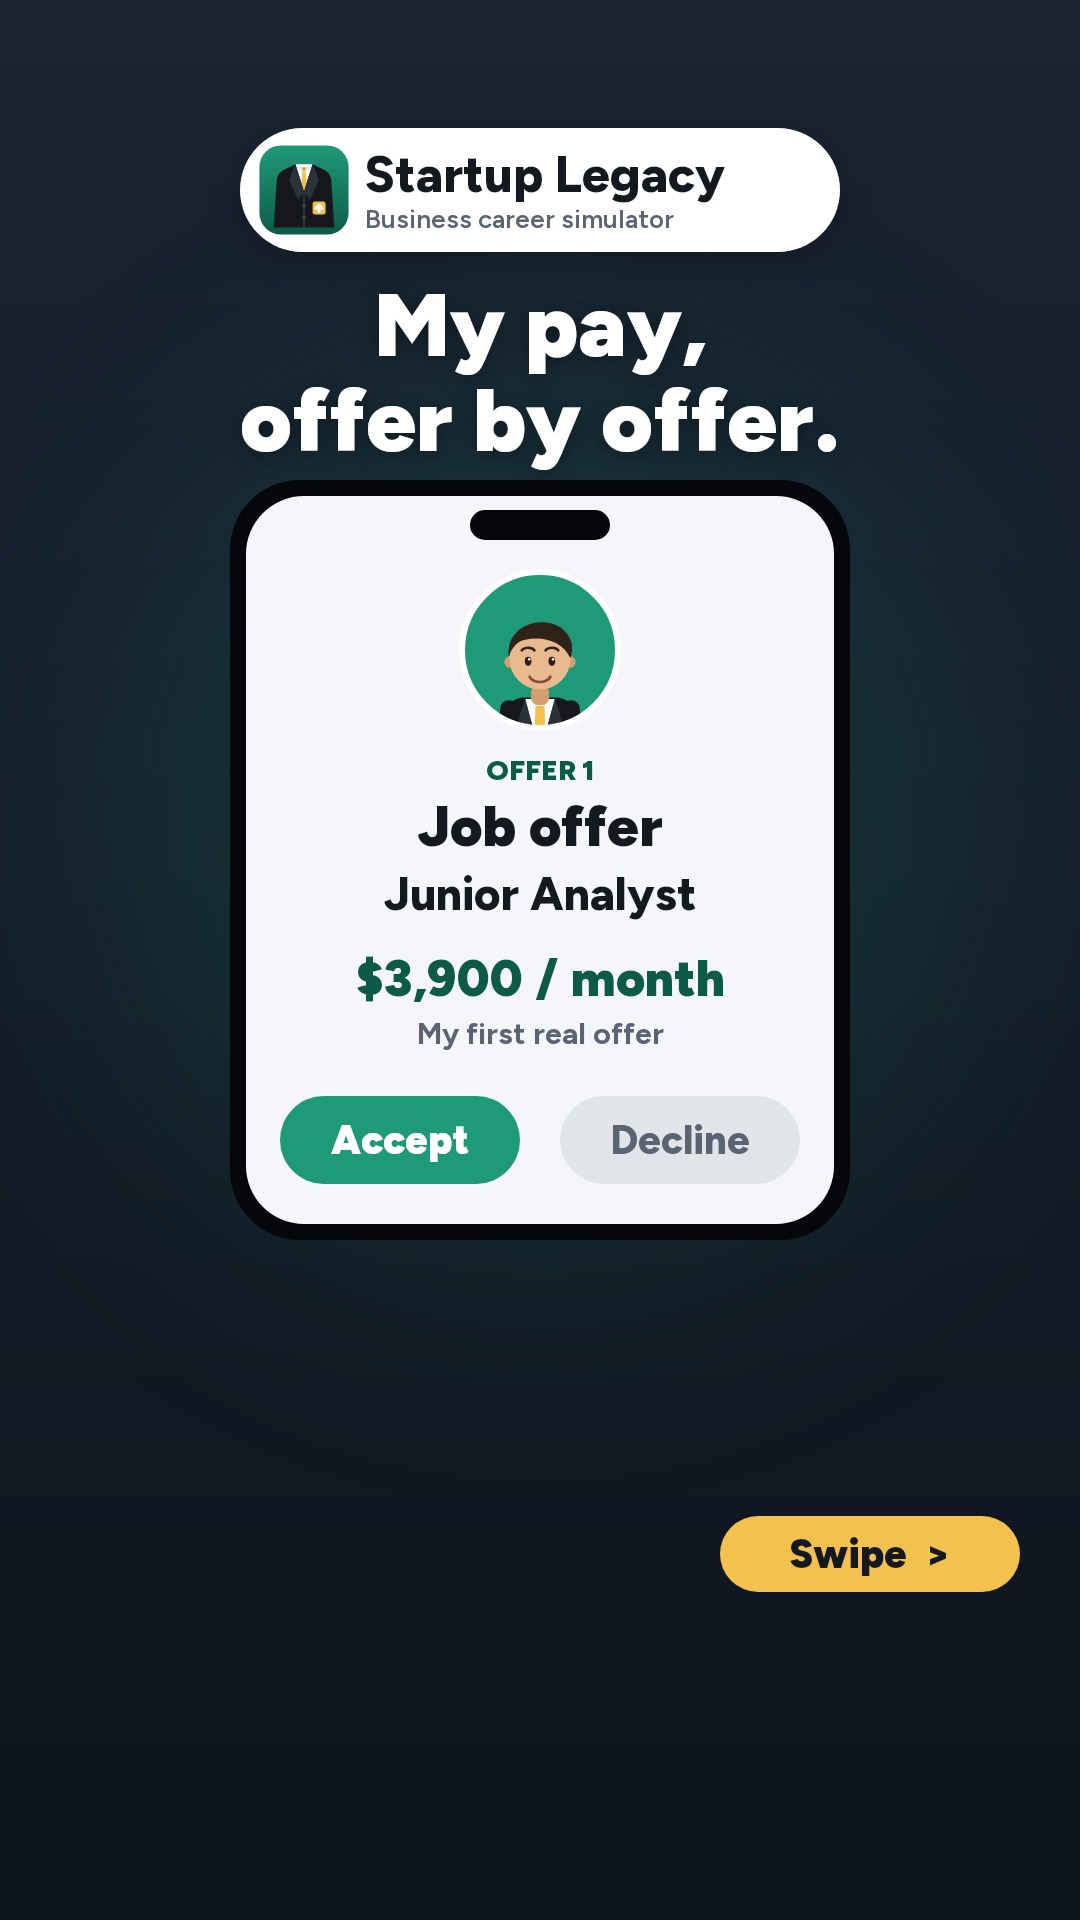 Startup Legacy
Business career simulator
My pay,
offer by offer.
OFFER 1
Job offer
Junior Analyst
$3,900 / month
My first real offer
Accept
Decline
Swipe >